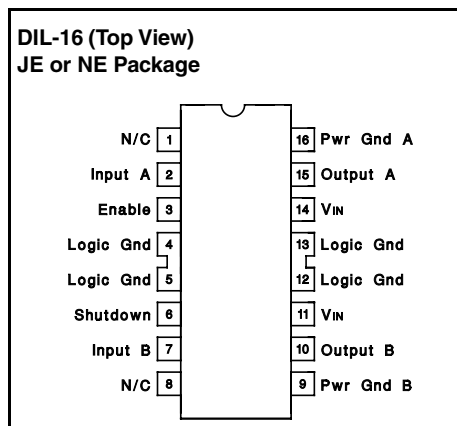 DIL-16 (Top View)
JE or NE Package
N/C 1 16 Pwr Gnd A
Input A 2 15 Output A
Enable 3 14 VIN
Logic Gnd 4 13 Logic Gnd
Logic Gnd 5 12 Logic Gnd
Shutdown 6 11 VIN
Input B 7 10 Output B
N/C 8 9 Pwr Gnd B